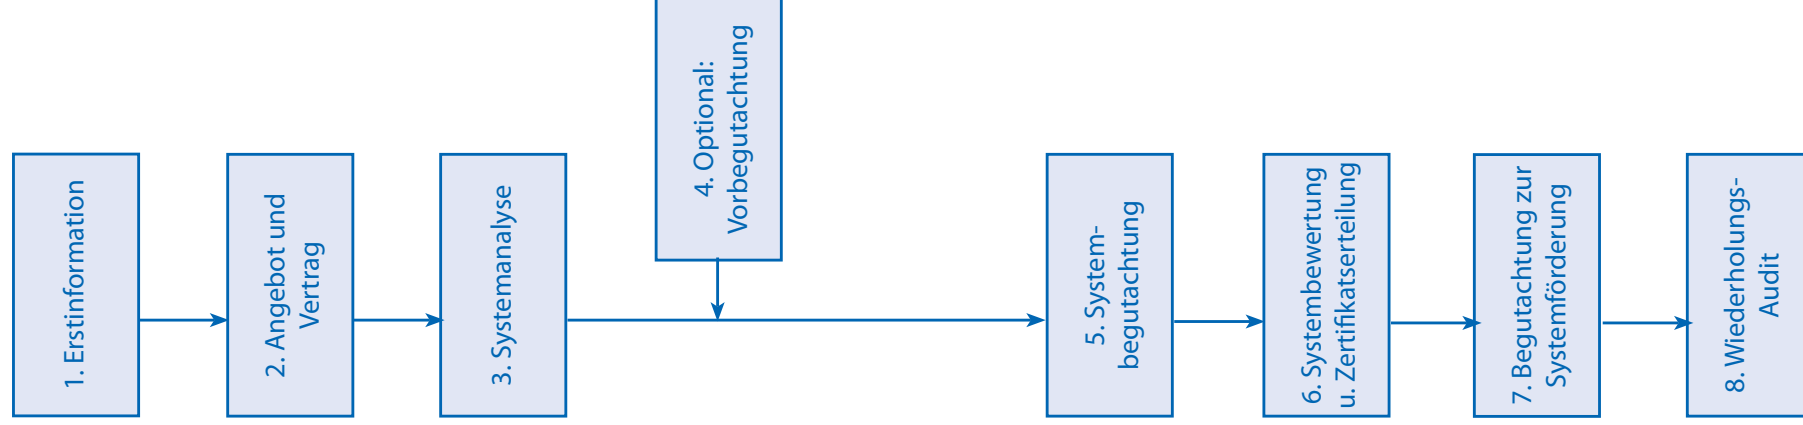 1. Erstinformation
2. Angebot und
Vertrag
3. Systemanalyse
4. Optional:
Vorbegutachtung
5. System-
begutachtung
6. Systembewertung
u. Zertifikatserteilung
7. Begutachtung zur
Systemförderung
8. Wiederholungs-
Audit